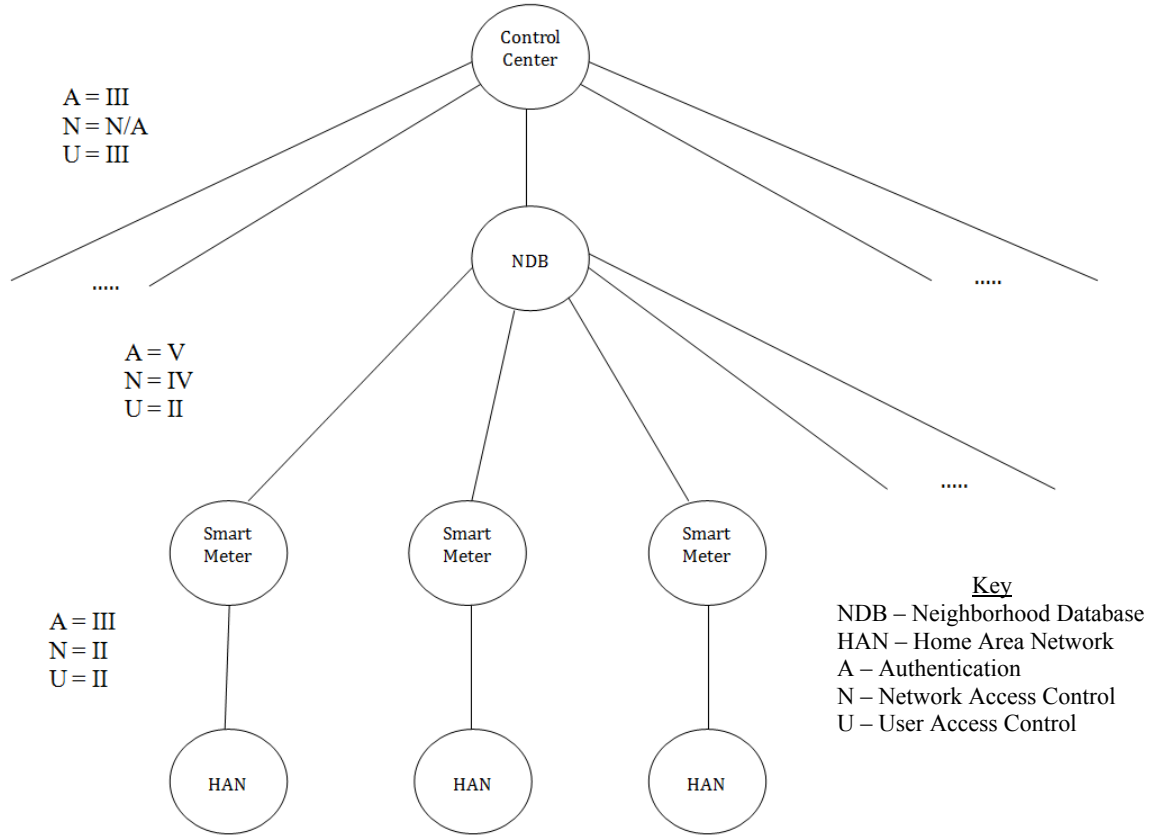 Control
Center
A = III
N = N/A
U = III
NDB
.....
.....
A = V
N = IV
U = II
.....
Smart
Meter
Smart
Meter
Smart
Meter
A = III
N = II
U = II
Key
NDB – Neighborhood Database
HAN – Home Area Network
A – Authentication
N – Network Access Control
U – User Access Control
HAN
HAN
HAN